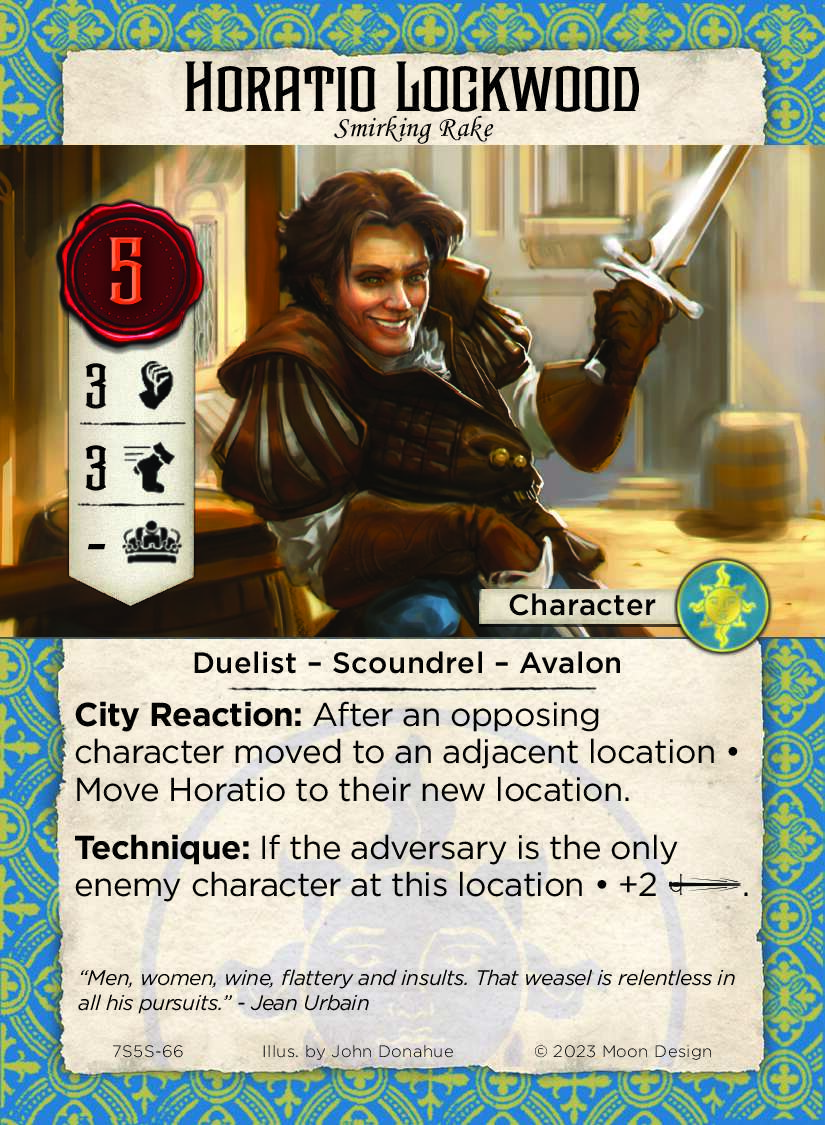 Horatio Lockwood
Smirking Rake
5
3
3
-
Character
Duelist – Scoundrel – Avalon
City Reaction: After an opposing
character moved to an adjacent location •
Move Horatio to their new location.
Technique: If the adversary is the only
enemy character at this location • +2 .
“Men, women, wine, flattery and insults. That weasel is relentless in
all his pursuits.” - Jean Urbain
7S5S-66 Illus. by John Donahue © 2023 Moon Design